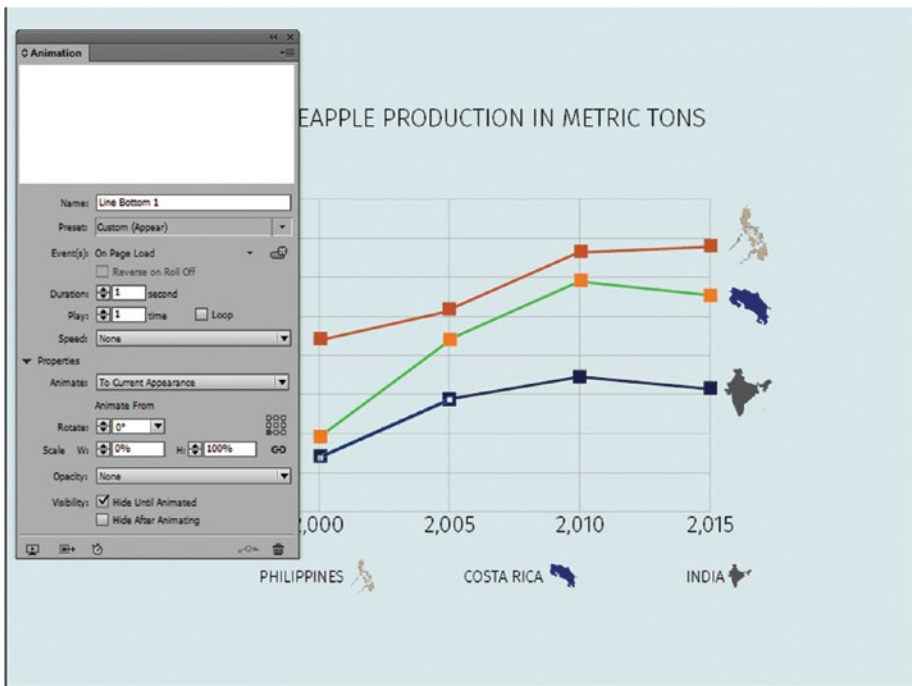 Animation
EAPPLE PRODUCTION IN METRIC TONS
Name: Line Bottom 1
Preset: Custom (Appear)
Event(s): On Page Load
Reverse on Roll Off
Duration: 1 second
Play: 1 time Loop
Speed: None
Properties
Animate: To Current Appearance
Animate From
Rotate: 0°
Scale W: 0% H: 100%
Opacity: None
Visibility: Hide Until Animated
Hide After Animating
2,000 2,005 2,010 2,015
PHILIPPINES COSTA RICA INDIA